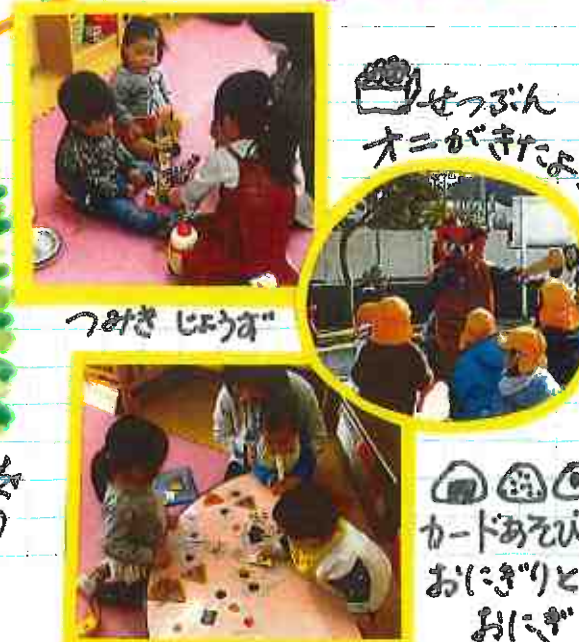 せつぶん
オニがきたよ
つみき じょうず
カードあそび
おにぎりと
おにぎ